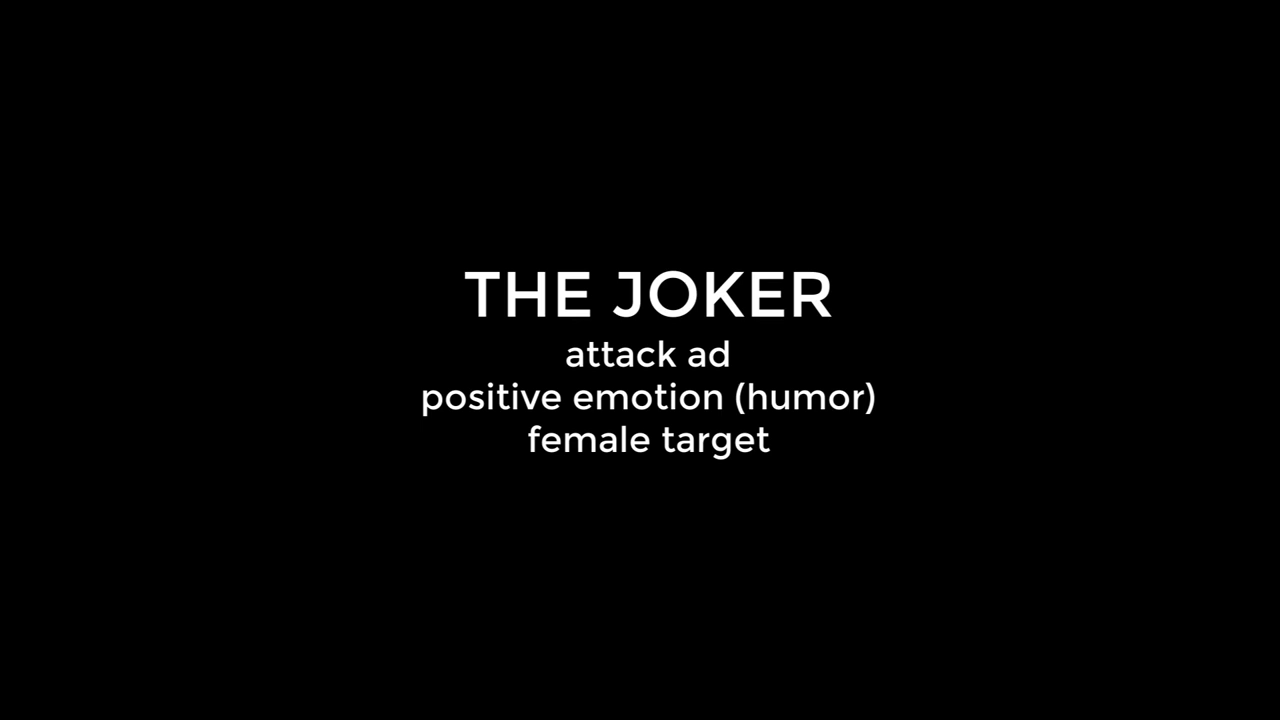 THE JOKER
attack ad
positive emotion (humor)
female target